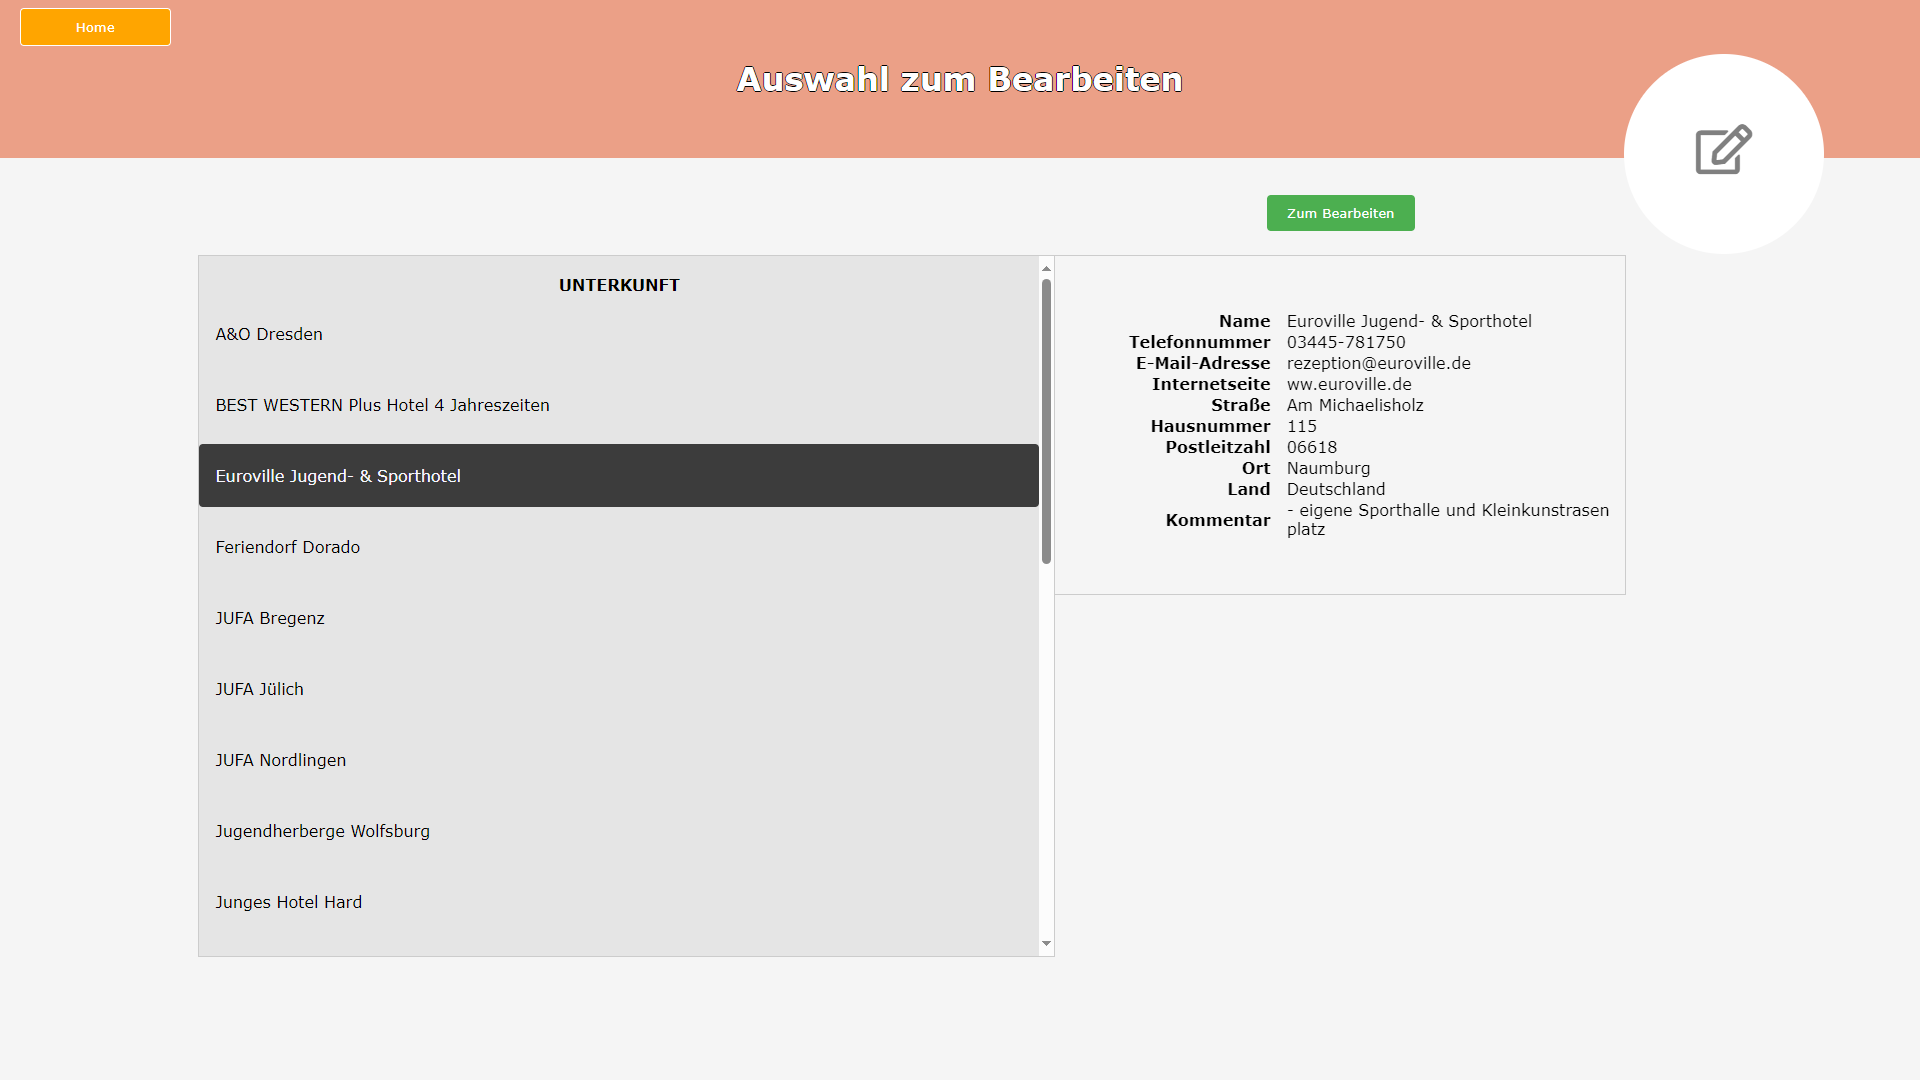 Home
Auswahl zum Bearbeiten
Zum Bearbeiten
UNTERKUNFT
A&O Dresden
BEST WESTERN Plus Hotel 4 Jahreszeiten
Euroville Jugend- & Sporthotel
Feriendorf Dorado
JUFA Bregenz
JUFA Jülich
JUFA Nordlingen
Jugendherberge Wolfsburg
Junges Hotel Hard
Name Euroville Jugend- & Sporthotel
Telefonnummer 03445-781750
E-Mail-Adresse rezeption@euroville.de
Internetseite ww.euroville.de
Straße Am Michaelisholz
Hausnummer 115
Postleitzahl 06618
Ort Naumburg
Land Deutschland
Kommentar - eigene Sporthalle und Kleinkunstrasen
platz